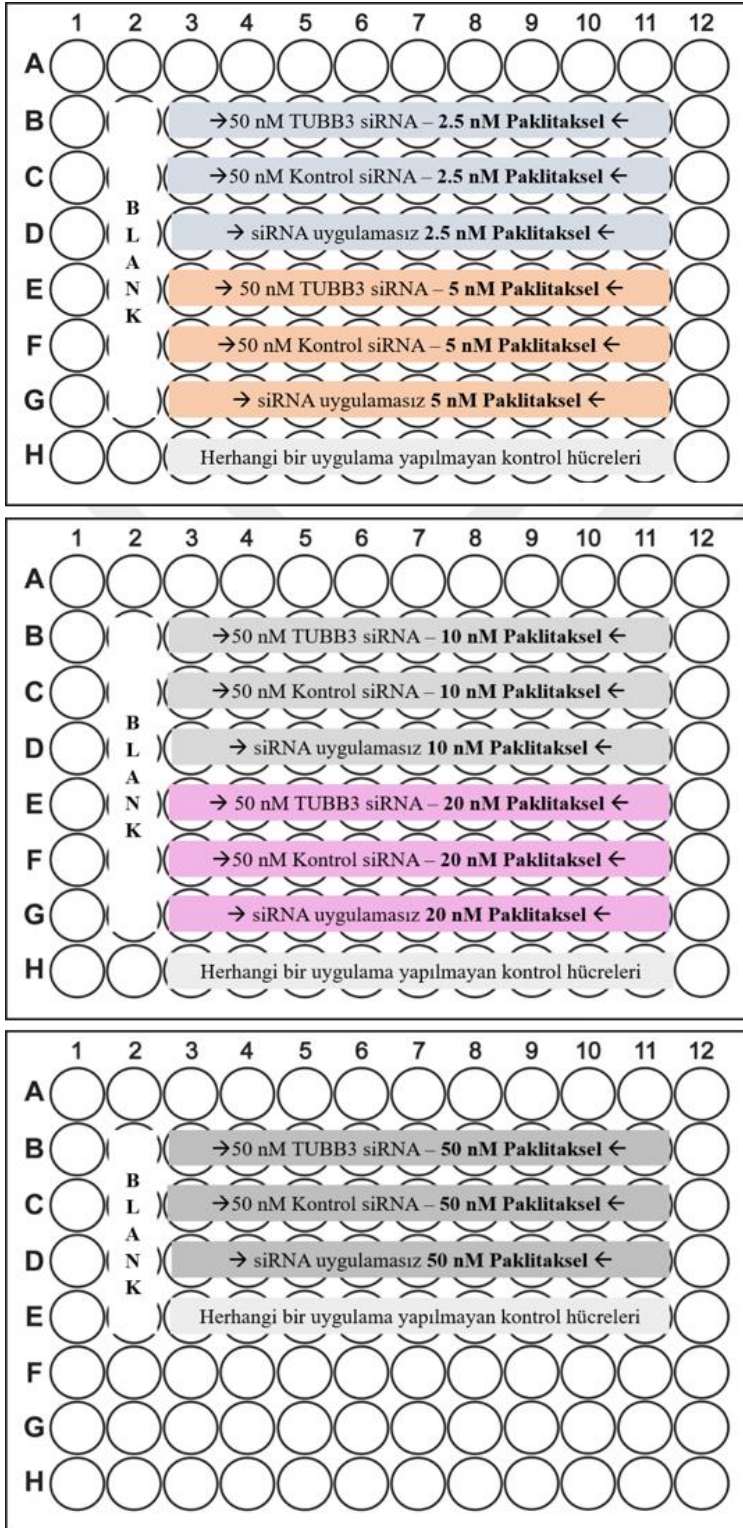 1 2 3 4 5 6 7 8 9 10 11 12
A
B →50 nM TUBB3 siRNA – 2.5 nM Paklitaksel ←
C →50 nM Kontrol siRNA – 2.5 nM Paklitaksel ←
D → siRNA uygulamasız 2.5 nM Paklitaksel ←
BLANK
E → 50 nM TUBB3 siRNA – 5 nM Paklitaksel ←
F →50 nM Kontrol siRNA – 5 nM Paklitaksel ←
G → siRNA uygulamasız 5 nM Paklitaksel ←
H Herhangi bir uygulama yapılmayan kontrol hücreleri
1 2 3 4 5 6 7 8 9 10 11 12
A
B →50 nM TUBB3 siRNA – 10 nM Paklitaksel ←
C →50 nM Kontrol siRNA – 10 nM Paklitaksel ←
D → siRNA uygulamasız 10 nM Paklitaksel ←
BLANK
E → 50 nM TUBB3 siRNA – 20 nM Paklitaksel ←
F →50 nM Kontrol siRNA – 20 nM Paklitaksel ←
G → siRNA uygulamasız 20 nM Paklitaksel ←
H Herhangi bir uygulama yapılmayan kontrol hücreleri
1 2 3 4 5 6 7 8 9 10 11 12
A
B →50 nM TUBB3 siRNA – 50 nM Paklitaksel ←
C →50 nM Kontrol siRNA – 50 nM Paklitaksel ←
D → siRNA uygulamasız 50 nM Paklitaksel ←
BLANK
E Herhangi bir uygulama yapılmayan kontrol hücreleri
F
G
H